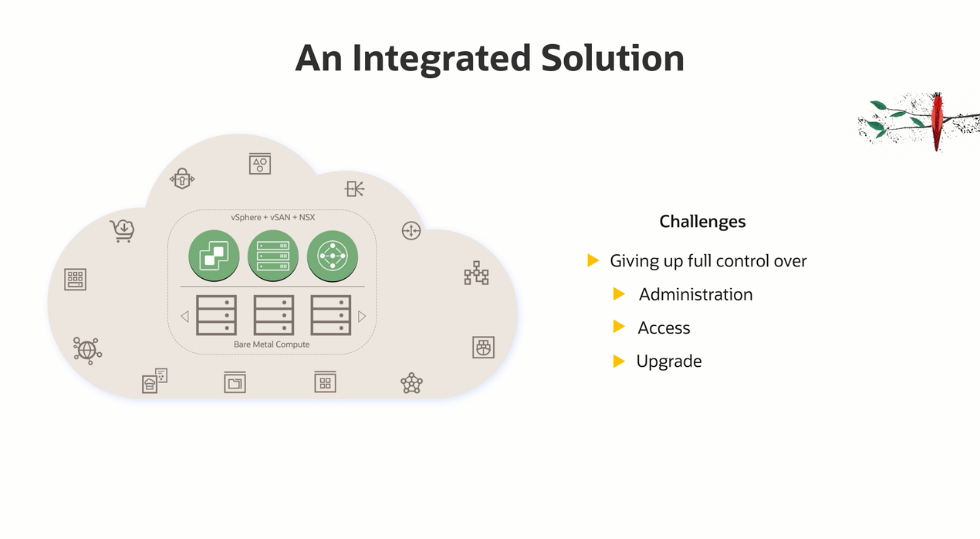 An Integrated Solution
vSphere + vSAN + NSX
Bare Metal Compute
Challenges
Giving up full control over
Administration
Access
Upgrade